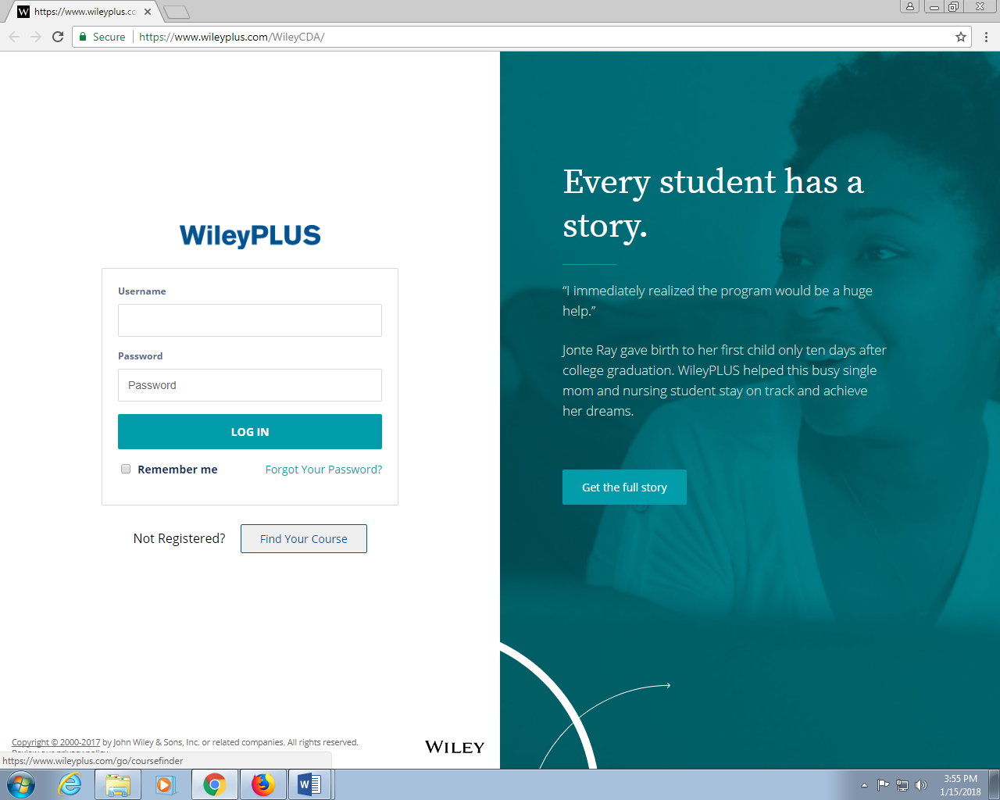 https://www.wileyplus.co
Secure
https://www.wileyplus.com/WileyCDA/
WileyPLUS
Username
Password
Password
LOG IN
Remember me
Forgot Your Password?
Not Registered?
Find Your Course
Copyright © 2000-2017 by John Wiley & Sons, Inc. or related companies. All rights reserved.
https://www.wileyplus.com/go/coursefinder
WILEY
Every student has a
story.
“I immediately realized the program would be a huge
help.”
Jonte Ray gave birth to her first child only ten days after
college graduation. WileyPLUS helped this busy single
mom and nursing student stay on track and achieve
her dreams.
Get the full story
3:55 PM
1/15/2018